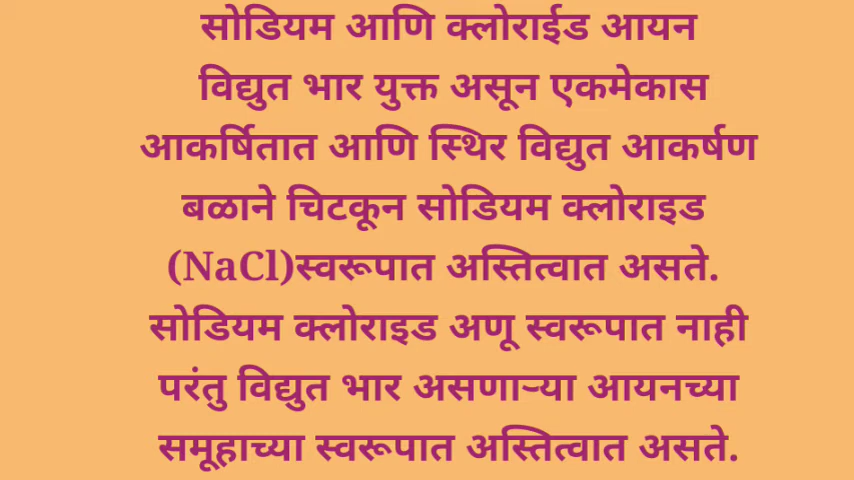 सोडियम आणि क्लोराईड आयन
विद्युत भार युक्त असून एकमेकास
आकर्षितात आणि स्थिर विद्युत आकर्षण
बळाने चिटकून सोडियम क्लोराइड
(NaCl)स्वरूपात अस्तित्वात असते.
सोडियम क्लोराइड अणू स्वरूपात नाही
परंतु विद्युत भार असणाऱ्या आयनच्या
समूहाच्या स्वरूपात अस्तित्वात असते.